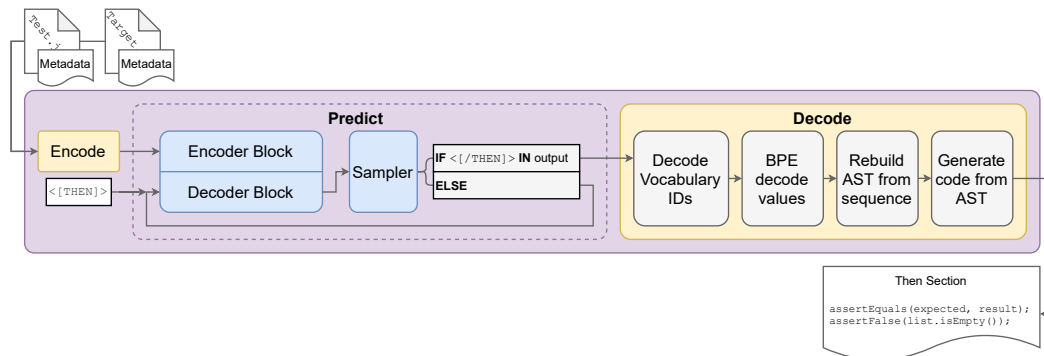 Test.j
Target
Metadata
Metadata
Predict
Decode
Encode
Encoder Block
Decoder Block
<[THEN]>
Sampler
IF <[/THEN]> IN output
ELSE
Decode
Vocabulary
IDs
BPE
decode
values
Rebuild
AST from
sequence
Generate
code from
AST
Then Section
assertEquals(expected, result);
assertFalse(list.isEmpty());